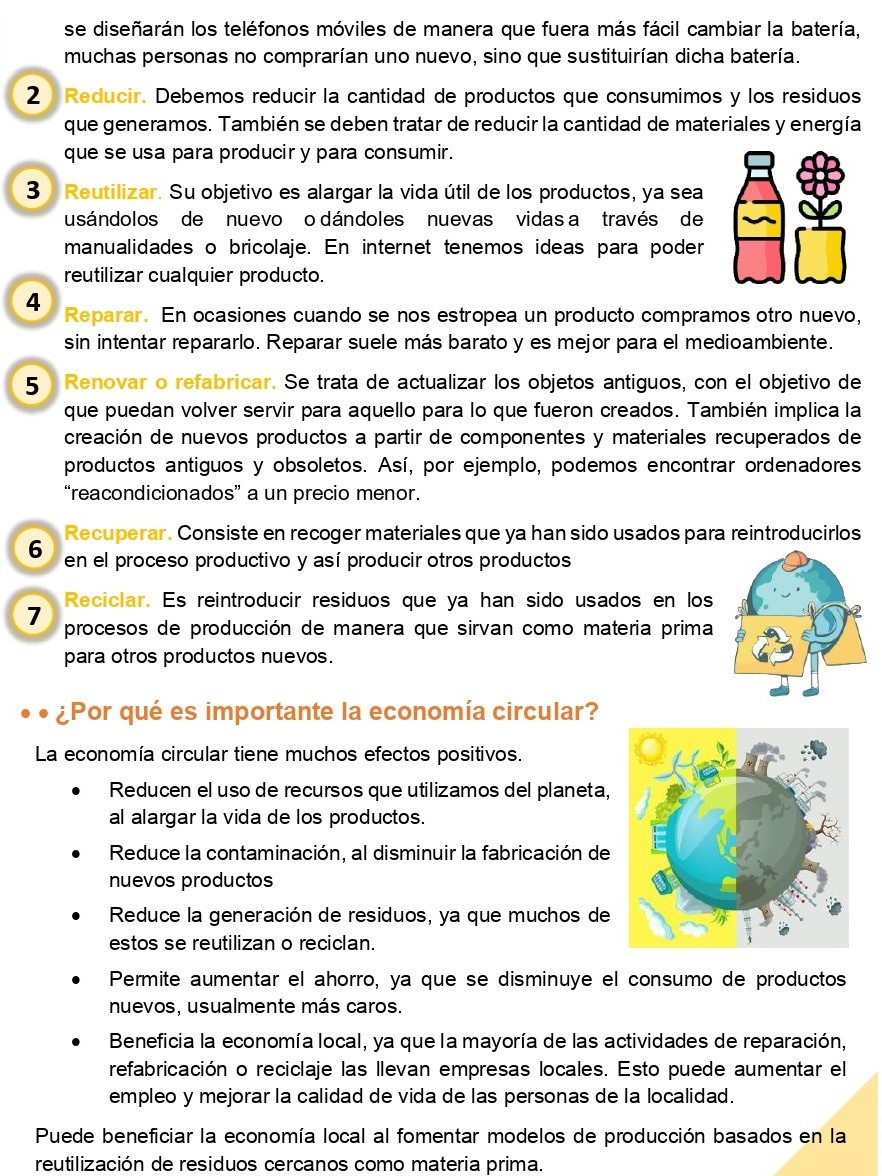 se diseñarán los teléfonos móviles de manera que fuera más fácil cambiar la batería,
muchas personas no comprarían uno nuevo, sino que sustituirían dicha batería.
2 Reducir. Debemos reducir la cantidad de productos que consumimos y los residuos
que generamos. También se deben tratar de reducir la cantidad de materiales y energía
que se usa para producir y para consumir.
3 Reutilizar. Su objetivo es alargar la vida útil de los productos, ya sea
usándolos de nuevo o dándoles nuevas vidas a través de
manualidades o bricolaje. En internet tenemos ideas para poder
reutilizar cualquier producto.
4 Reparar. En ocasiones cuando se nos estropea un producto compramos otro nuevo,
sin intentar repararlo. Reparar suele más barato y es mejor para el medioambiente.
5 Renovar o refabricar. Se trata de actualizar los objetos antiguos, con el objetivo de
que puedan volver servir para aquello para lo que fueron creados. También implica la
creación de nuevos productos a partir de componentes y materiales recuperados de
productos antiguos y obsoletos. Así, por ejemplo, podemos encontrar ordenadores
“reacondicionados” a un precio menor.
6 Recuperar. Consiste en recoger materiales que ya han sido usados para reintroducirlos
en el proceso productivo y así producir otros productos
7 Reciclar. Es reintroducir residuos que ya han sido usados en los
procesos de producción de manera que sirvan como materia prima
para otros productos nuevos.
• • ¿Por qué es importante la economía circular?
La economía circular tiene muchos efectos positivos.
• Reducen el uso de recursos que utilizamos del planeta,
al alargar la vida de los productos.
• Reduce la contaminación, al disminuir la fabricación de
nuevos productos
• Reduce la generación de residuos, ya que muchos de
estos se reutilizan o reciclan.
• Permite aumentar el ahorro, ya que se disminuye el consumo de productos
nuevos, usualmente más caros.
• Beneficia la economía local, ya que la mayoría de las actividades de reparación,
refabricación o reciclaje las llevan empresas locales. Esto puede aumentar el
empleo y mejorar la calidad de vida de las personas de la localidad.
Puede beneficiar la economía local al fomentar modelos de producción basados en la
reutilización de residuos cercanos como materia prima.